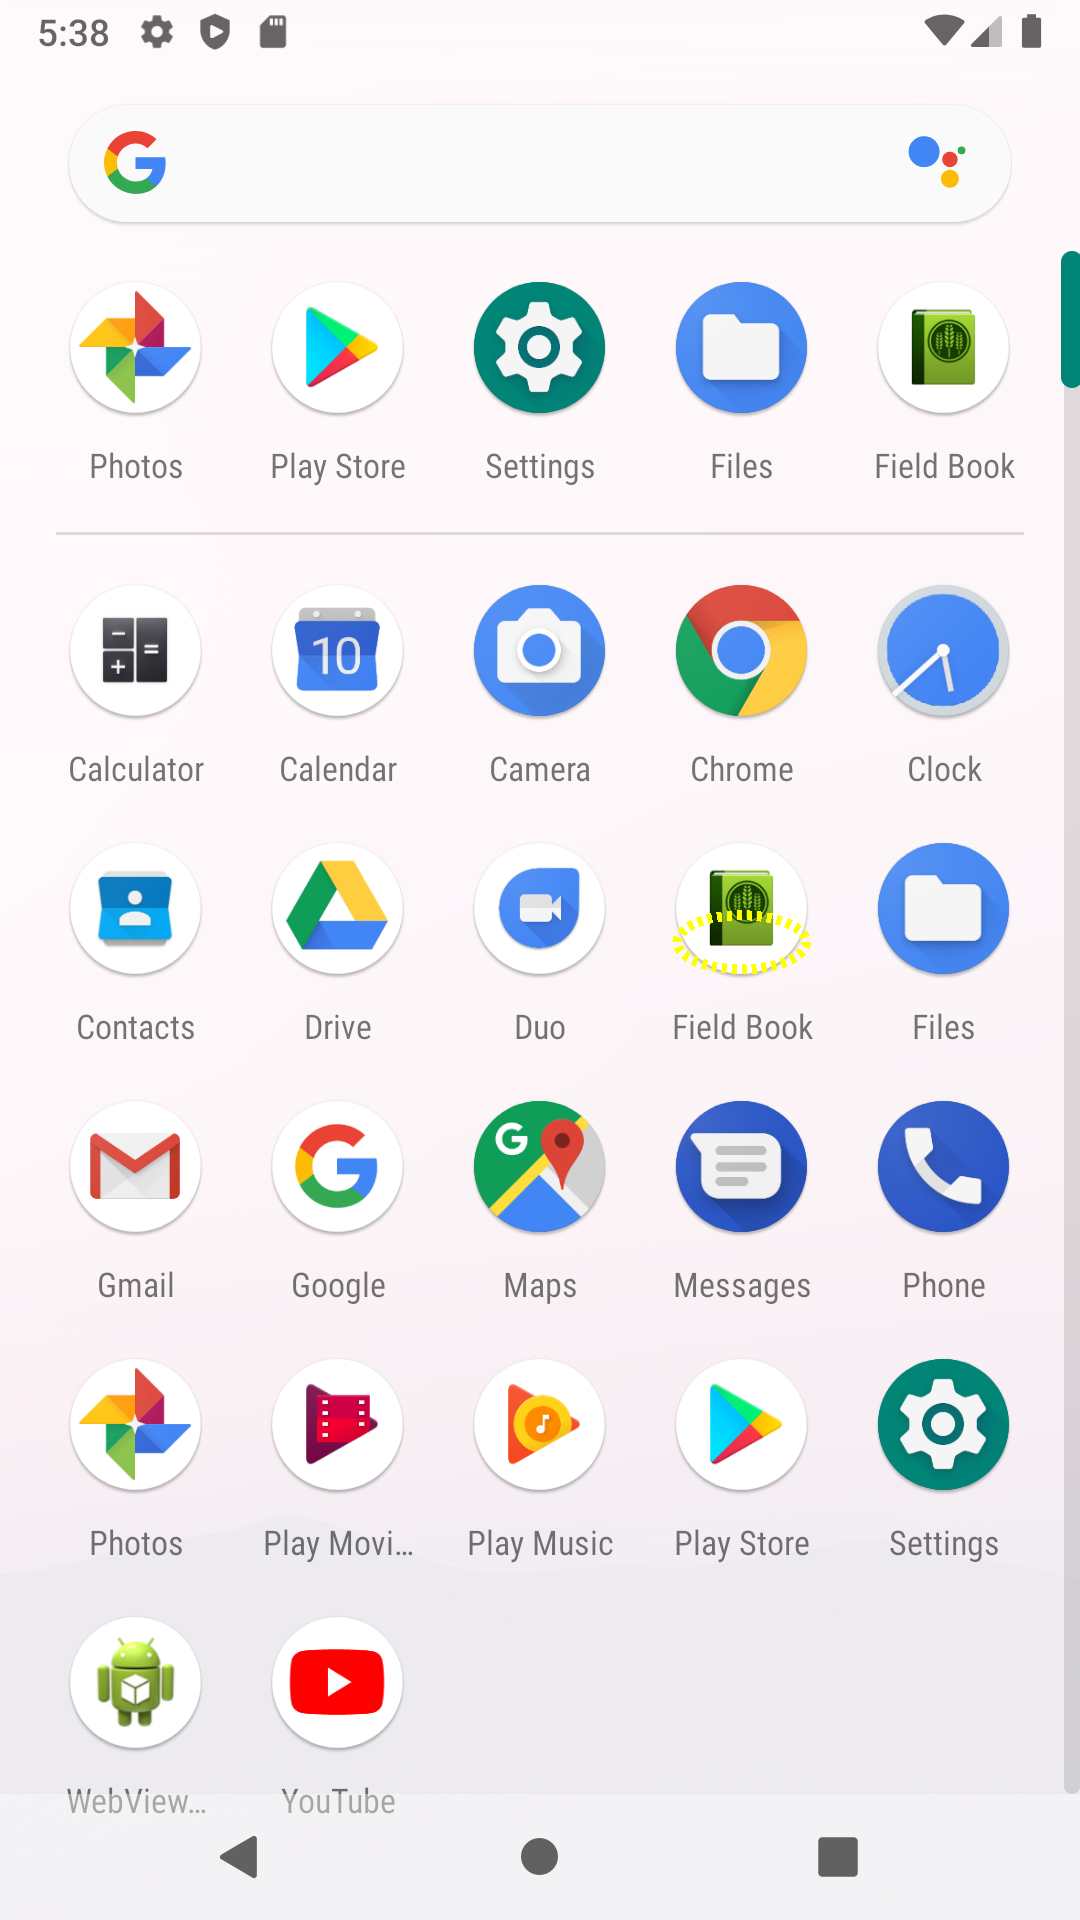 5:38
Photos Play Store Settings Files Field Book
10
Calculator Calendar Camera Chrome Clock
Contacts Drive Duo Field Book Files
Gmail Google Maps Messages Phone
Photos Play Movi… Play Music Play Store Settings
WebView… YouTube